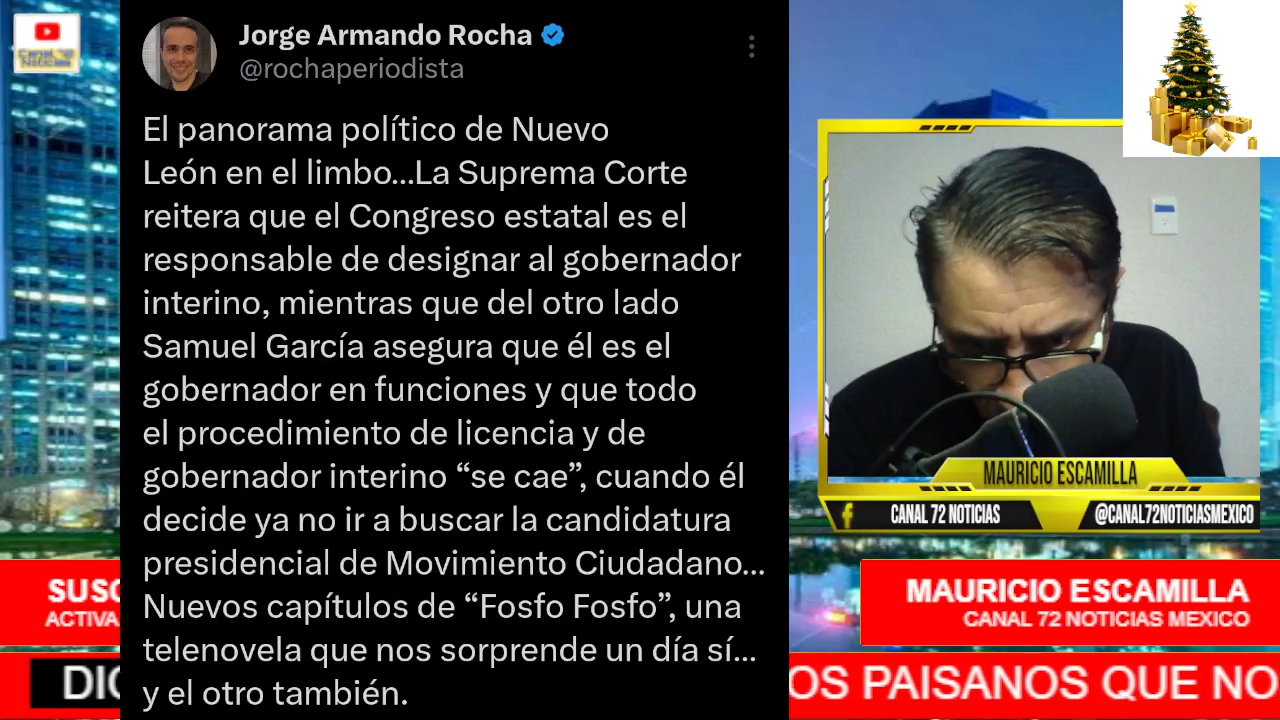 Canal 72
Noticias
Jorge Armando Rocha
@rochaperiodista
El panorama político de Nuevo
León en el limbo...La Suprema Corte
reitera que el Congreso estatal es el
responsable de designar al gobernador
interino, mientras que del otro lado
Samuel García asegura que él es el
gobernador en funciones y que todo
el procedimiento de licencia y de
gobernador interino “se cae”, cuando él
decide ya no ir a buscar la candidatura
presidencial de Movimiento Ciudadano...
Nuevos capítulos de “Fosfo Fosfo”, una
telenovela que nos sorprende un día sí...
y el otro también.
MAURICIO ESCAMILLA
CANAL 72 NOTICIAS
@CANAL72NOTICIASMEXICO
SUSC
ACTIVA
MAURICIO ESCAMILLA
CANAL 72 NOTICIAS MEXICO
DIC
OS PAISANOS QUE NO